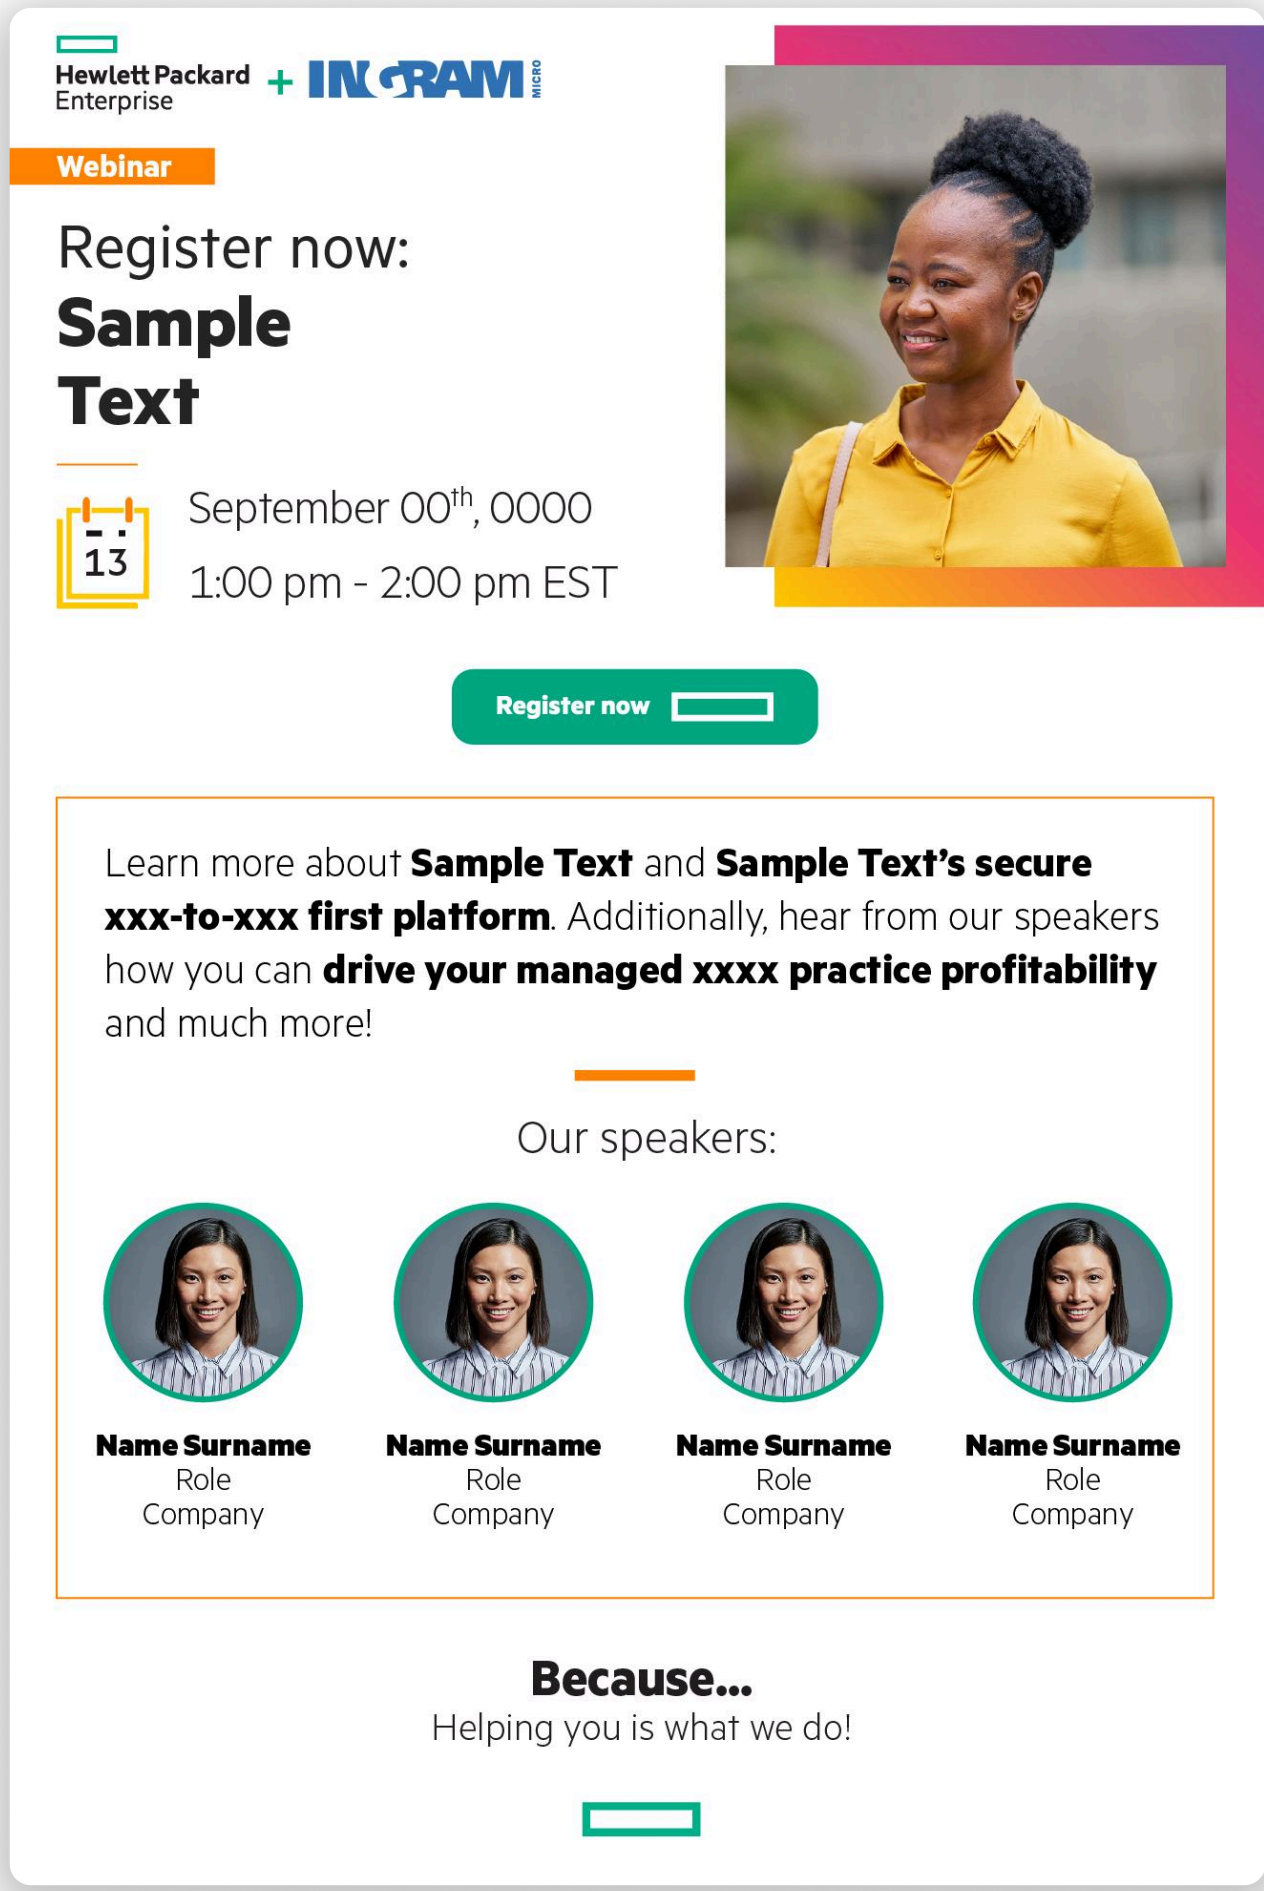 Hewlett Packard
Enterprise
+ INGRAM MICRO
Webinar
Register now:
Sample
Text
13
September 00th, 0000
1:00 pm - 2:00 pm EST
Register now
Learn more about Sample Text and Sample Text’s secure
xxx-to-xxx first platform. Additionally, hear from our speakers
how you can drive your managed xxxx practice profitability
and much more!
Our speakers:
Name Surname
Role
Company
Name Surname
Role
Company
Name Surname
Role
Company
Name Surname
Role
Company
Because...
Helping you is what we do!